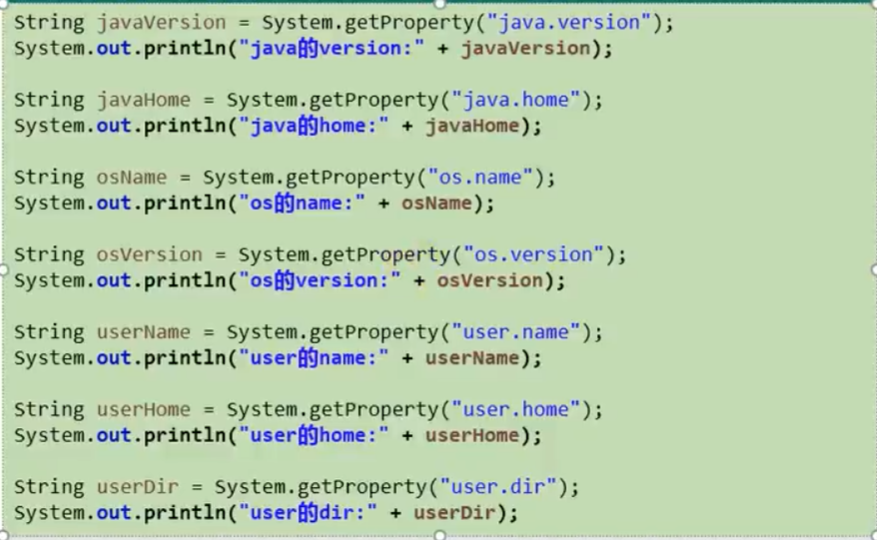 String javaVersion = System.getProperty("java.version");
System.out.println("java的version:" + javaVersion);
String javaHome = System.getProperty("java.home");
System.out.println("java的home:" + javaHome);
String osName = System.getProperty("os.name");
System.out.println("os的name:" + osName);
String osVersion = System.getProperty("os.version");
System.out.println("os的version:" + osVersion);
String userName = System.getProperty("user.name");
System.out.println("user的name:" + userName);
String userHome = System.getProperty("user.home");
System.out.println("user的home:" + userHome);
String userDir = System.getProperty("user.dir");
System.out.println("user的dir:" + userDir);